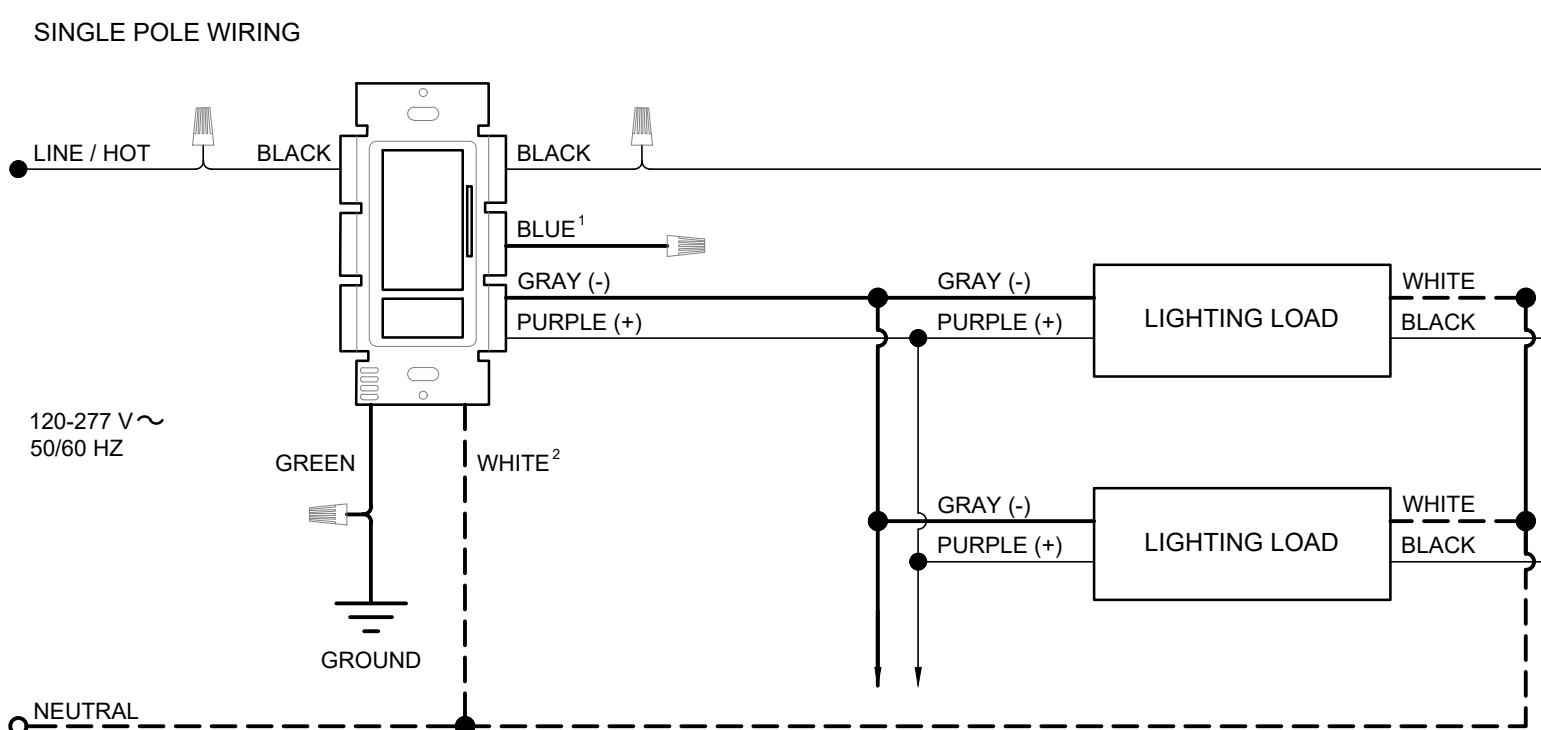 SINGLE POLE WIRING
LINE / HOT
BLACK
BLACK
BLUE1
GRAY (-)
GRAY (-)
LIGHTING LOAD
WHITE
PURPLE (+)
PURPLE (+)
BLACK
120-277 V~
50/60 HZ
GREEN
WHITE2
GRAY (-)
LIGHTING LOAD
WHITE
PURPLE (+)
BLACK
GROUND
NEUTRAL